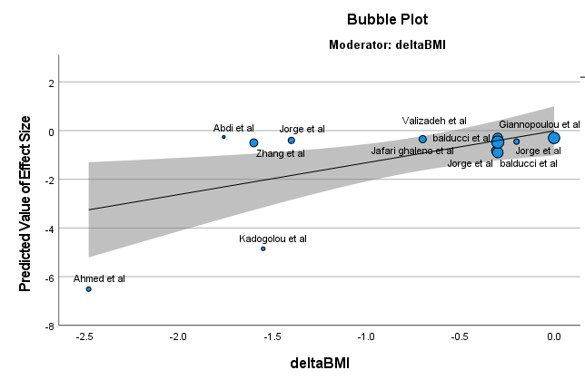 Bubble Plot
Moderator: deltaBMI
Predicted Value of Effect Size
2
0
-2
-4
-6
-8
Abdi et al
Jorge et al
Zhang et al
Valizadeh et al
Giannopoulou et al
balducci et al
Jafari ghaleno et al
Jorge et al
Jorge et al
balducci et al
Kadogolou et al
Ahmed et al
-2.5
-2.0
-1.5
-1.0
-0.5
0.0
deltaBMI